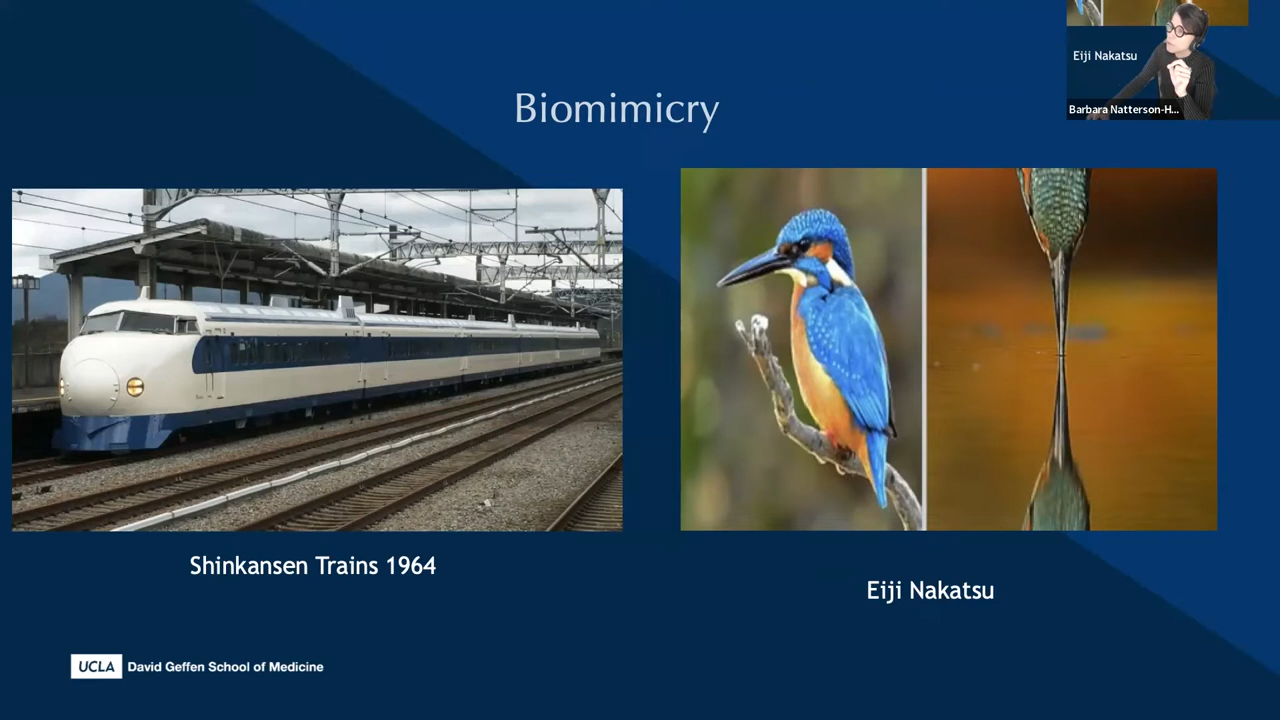 Eiji Nakatsu
Barbara Natterson-H...
Biomimicry
Shinkansen Trains 1964
Eiji Nakatsu
UCLA David Geffen School of Medicine